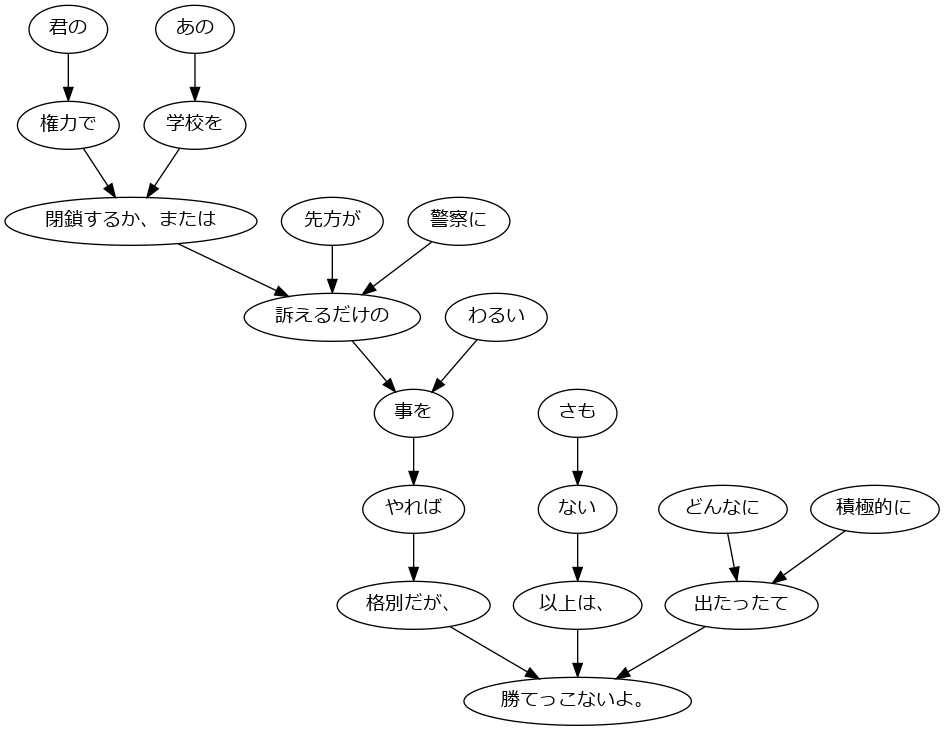 君の
あの
権力で
学校を
閉鎖するか、または
先方が
警察に
訴えるだけの
わるい
事を
さも
やれば
ない
どんなに
積極的に
格別だが、
以上は、
出たったて
勝てっこないよ。